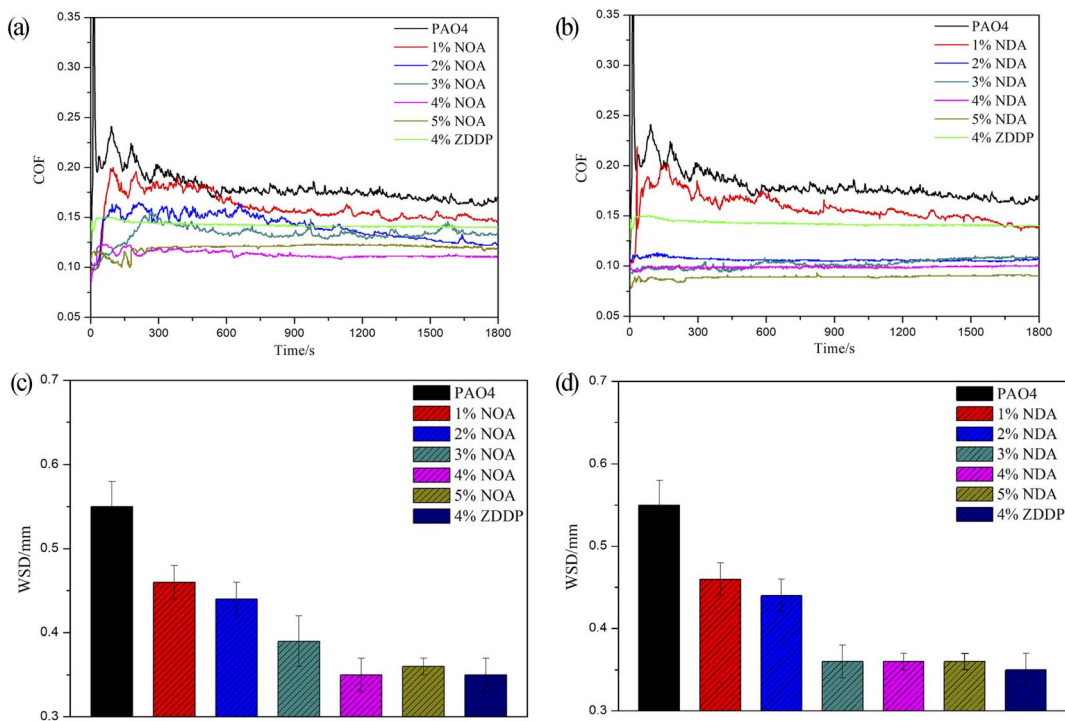 (a)
0.35
0.30
0.25
0.20
0.15
0.10
0.05
COF
0
300
600
900
1200
1500
1800
Time/s
PAO4
1% NOA
2% NOA
3% NOA
4% NOA
5% NOA
4% ZDDP
(b)
0.35
0.30
0.25
0.20
0.15
0.10
0.05
COF
0
300
600
900
1200
1500
1800
Time/s
PAO4
1% NDA
2% NDA
3% NDA
4% NDA
5% NDA
4% ZDDP
(c)
0.7
0.6
0.5
0.4
0.3
WSD/mm
PAO4
1% NOA
2% NOA
3% NOA
4% NOA
5% NOA
4% ZDDP
(d)
0.7
0.6
0.5
0.4
0.3
WSD/mm
PAO4
1% NDA
2% NDA
3% NDA
4% NDA
5% NDA
4% ZDDP